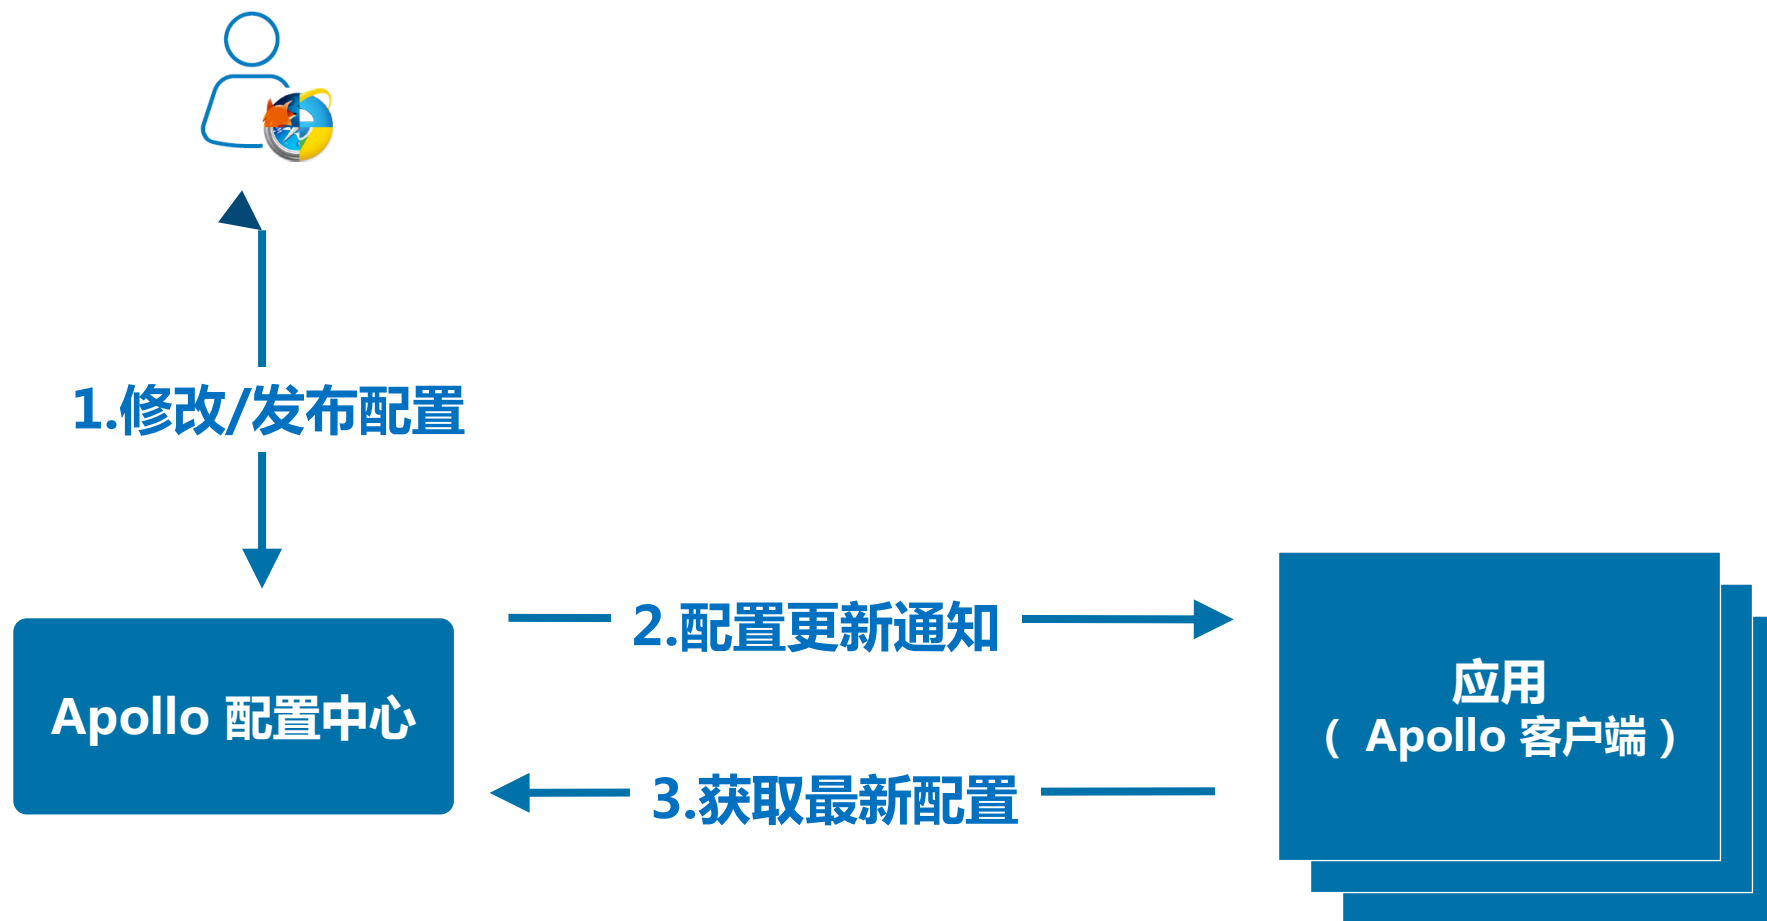 1.修改/发布配置
2.配置更新通知
Apollo 配置中心
应用
（ Apollo 客户端）
3.获取最新配置